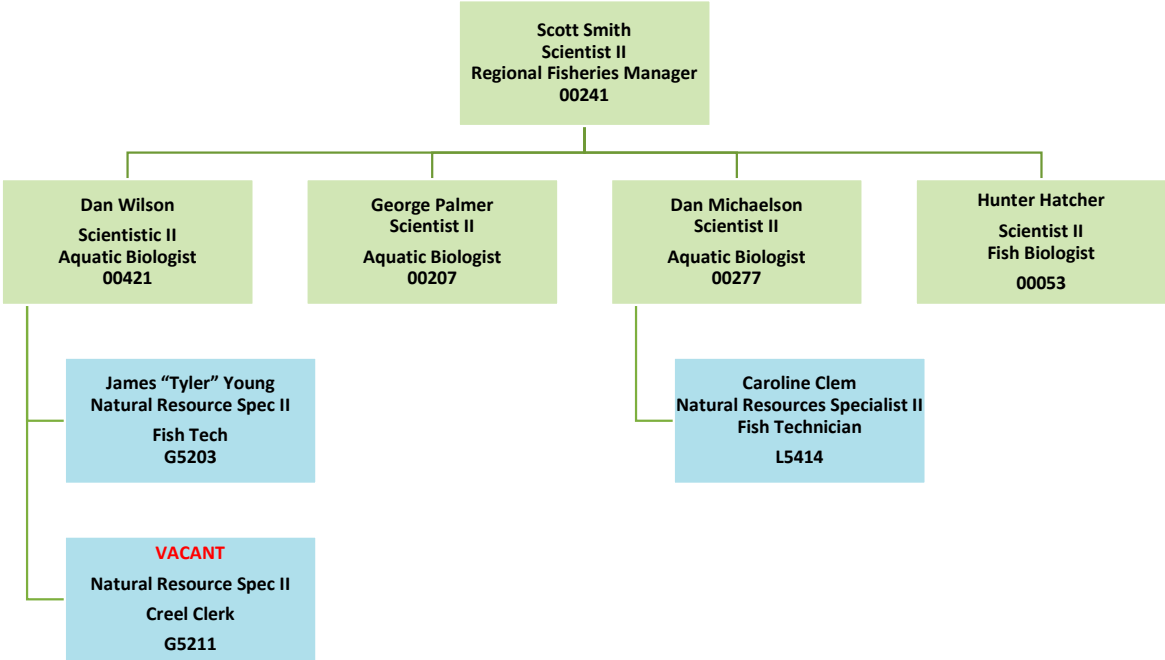 Scott Smith
Scientist II
Regional Fisheries Manager
00241
Dan Wilson
Scientistic II
Aquatic Biologist
00421
George Palmer
Scientist II
Aquatic Biologist
00207
Dan Michaelson
Scientist II
Aquatic Biologist
00277
Hunter Hatcher
Scientist II
Fish Biologist
00053
James “Tyler” Young
Natural Resource Spec II
Fish Tech
G5203
Caroline Clem
Natural Resources Specialist II
Fish Technician
L5414
VACANT
Natural Resource Spec II
Creel Clerk
G5211